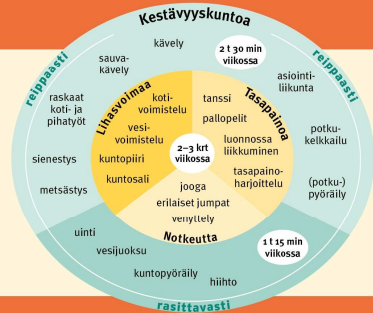 Kestävyyskuntoa
reippaasti
reippaasti
kävely
2 t 30 min
viikossa
sauva-
kävely
asiointi-
liikunta
raskaat
koti- ja
pihatyöt
potku-
kelkkailu
sienestys
(potku-)
pyöräily
metsästys
Lihasvoimaa
koti-
voimistelu
vesi-
voimistelu
kuntopiiri
kuntosali
Tasapainoa
tanssi
pallopelit
luonnossa
liikkuminen
tasapaino-
harjoittelu
2–3 krt
viikossa
jooga
erilaiset jumpat
venyttely
Notkeutta
uinti
vesijuoksu
kuntopyöräily
hiihto
1 t 15 min
viikossa
rasittavasti